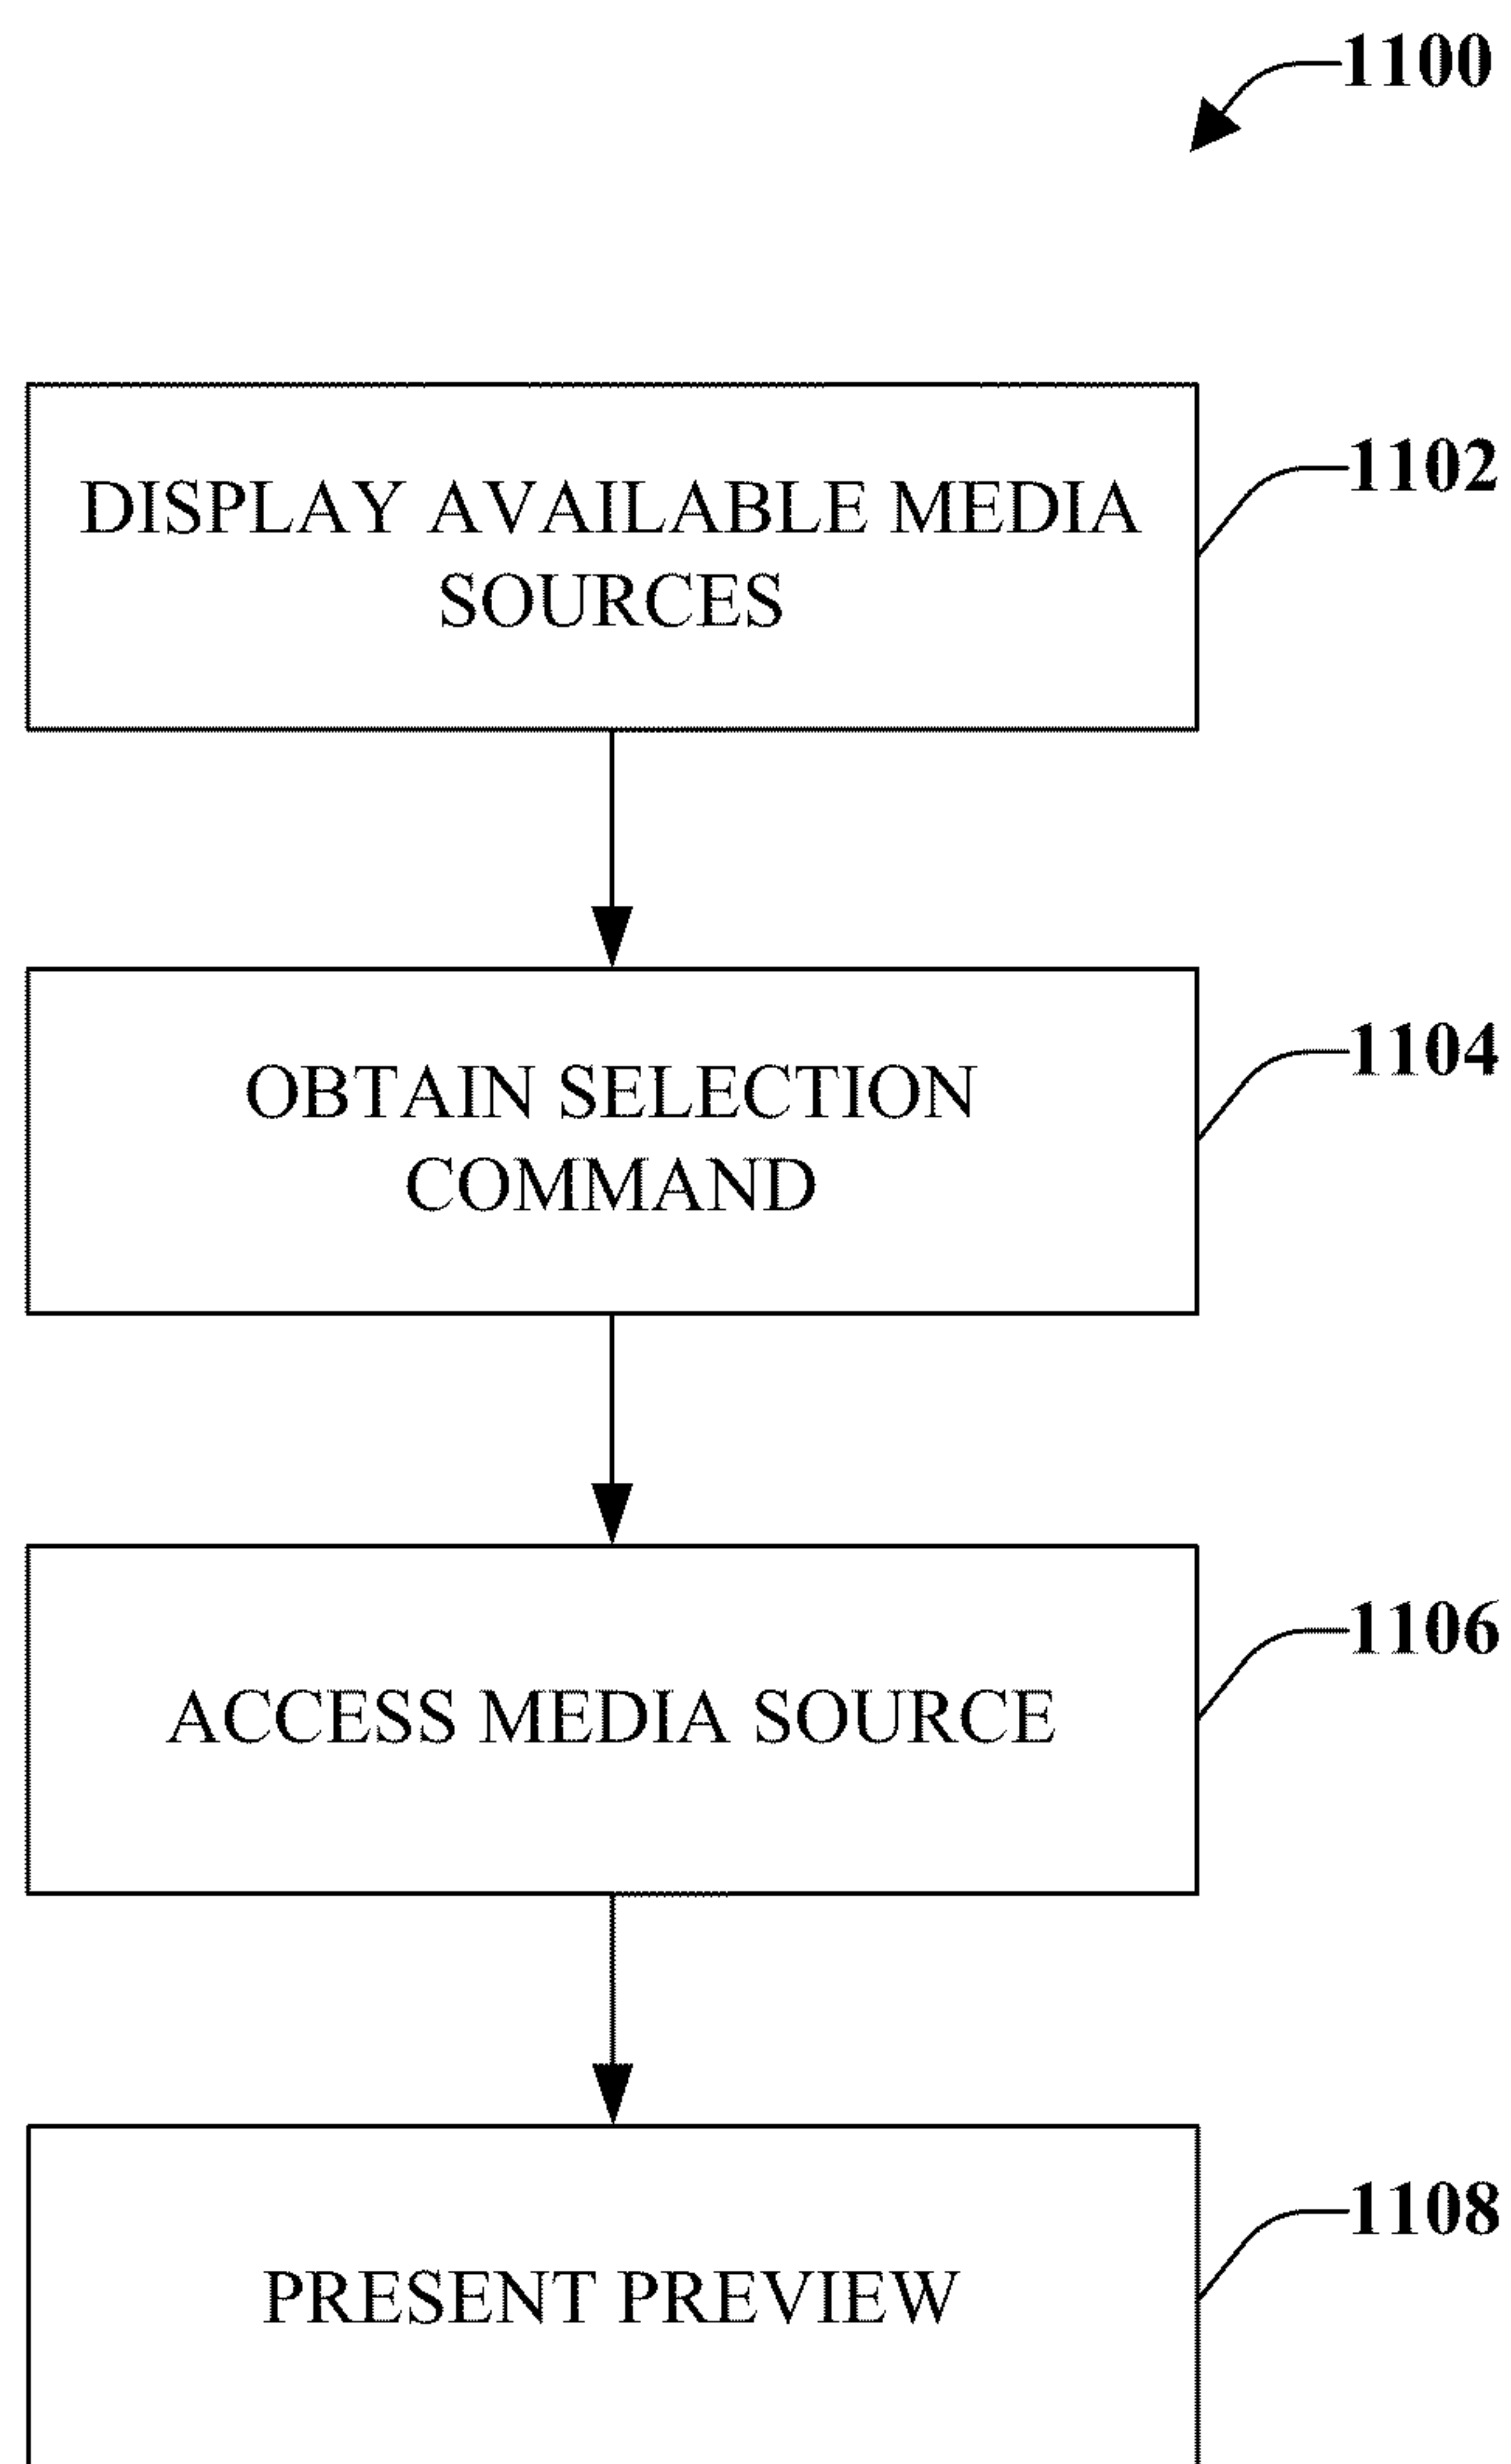 1100
DISPLAY AVAILABLE MEDIA
SOURCES
1102
OBTAIN SELECTION
COMMAND
1104
ACCESS MEDIA SOURCE
1106
PRESENT PREVIEW
1108